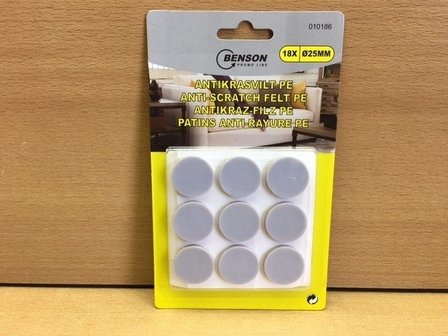 010186
BENSON
PROMO LINE
18X Ø25MM
ANTIKRASVILT PE
ANTI-SCRATCH FELT PE
ANTIKRAZ-FILZ PE
PATINS ANTI-RAYURE PE